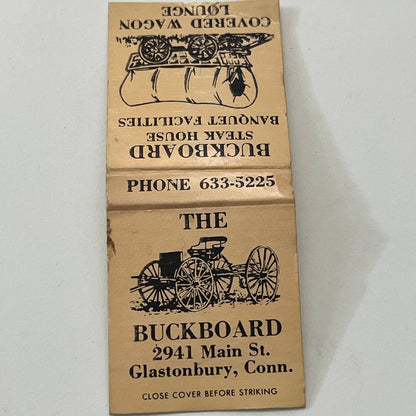 COVERED WAGON
LOUNGE
BUCKBOARD
STEAK HOUSE
BANQUET FACILITIES
PHONE 633-5225
THE
BUCKBOARD
2941 Main St.
Glastonbury, Conn.
CLOSE COVER BEFORE STRIKING